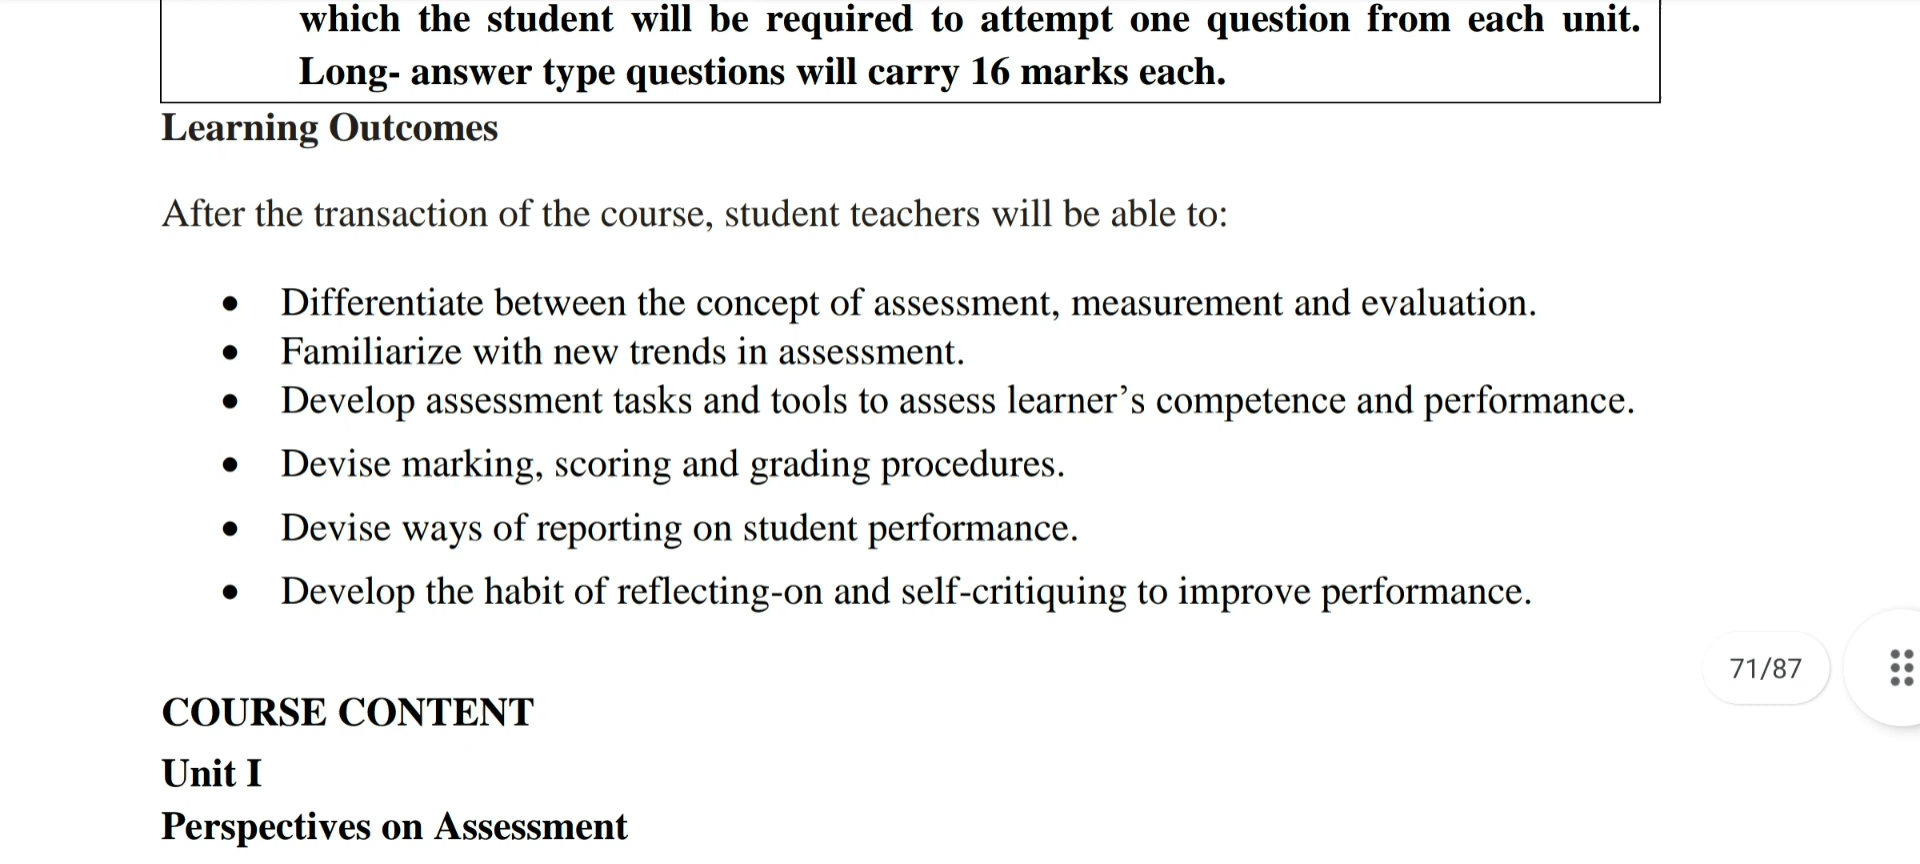 which the student will be required to attempt one question from each unit.
Long- answer type questions will carry 16 marks each.
Learning Outcomes
After the transaction of the course, student teachers will be able to:
● Differentiate between the concept of assessment, measurement and evaluation.
● Familiarize with new trends in assessment.
● Develop assessment tasks and tools to assess learner’s competence and performance.
● Devise marking, scoring and grading procedures.
● Devise ways of reporting on student performance.
● Develop the habit of reflecting-on and self-critiquing to improve performance.
71/87
COURSE CONTENT
Unit I
Perspectives on Assessment